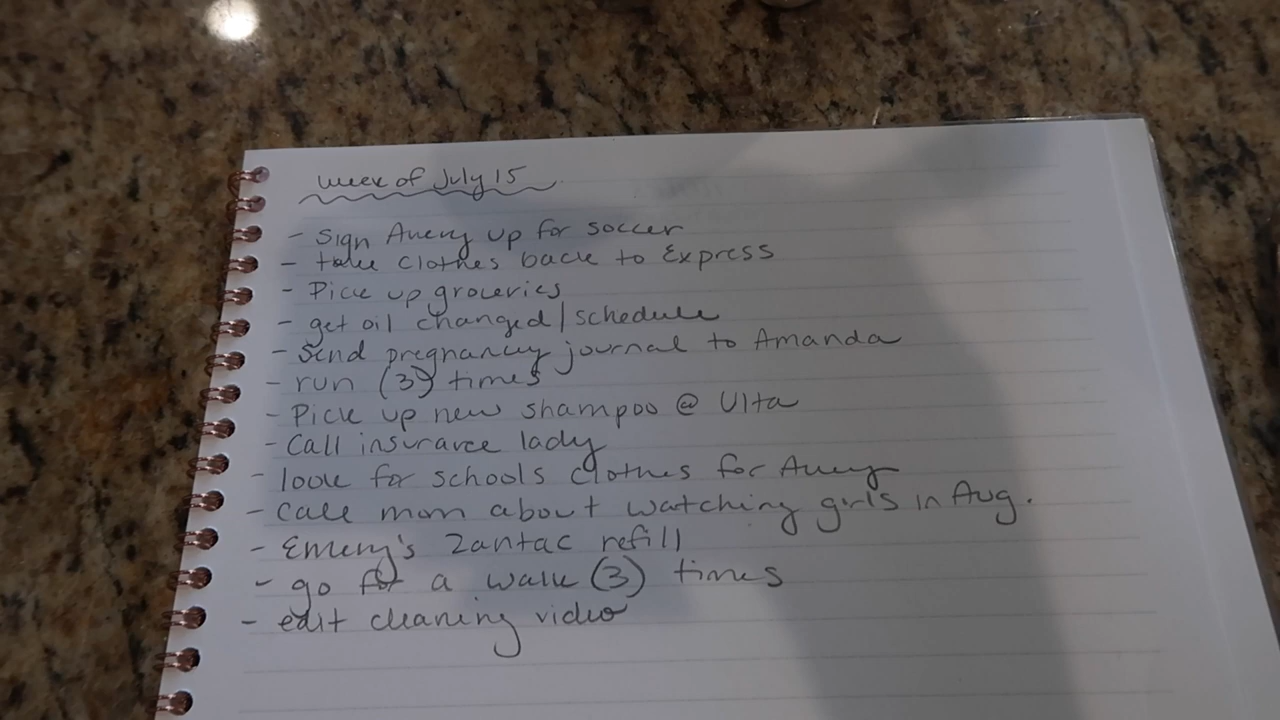 week of July 15
- Sign Avery up for soccer
- take clothes back to Express
- Pick up groceries
- get oil changed/schedule
- Send pregnancy journal to Amanda
- run (3) times
- Pick up new shampoo @ Ulta
- Call insurance lady
- look for schools clothes for Avery
- call mom about watching girls in Aug.
- Emery's Zantac refill
- go for a walk (3) times
- edit cleaning video